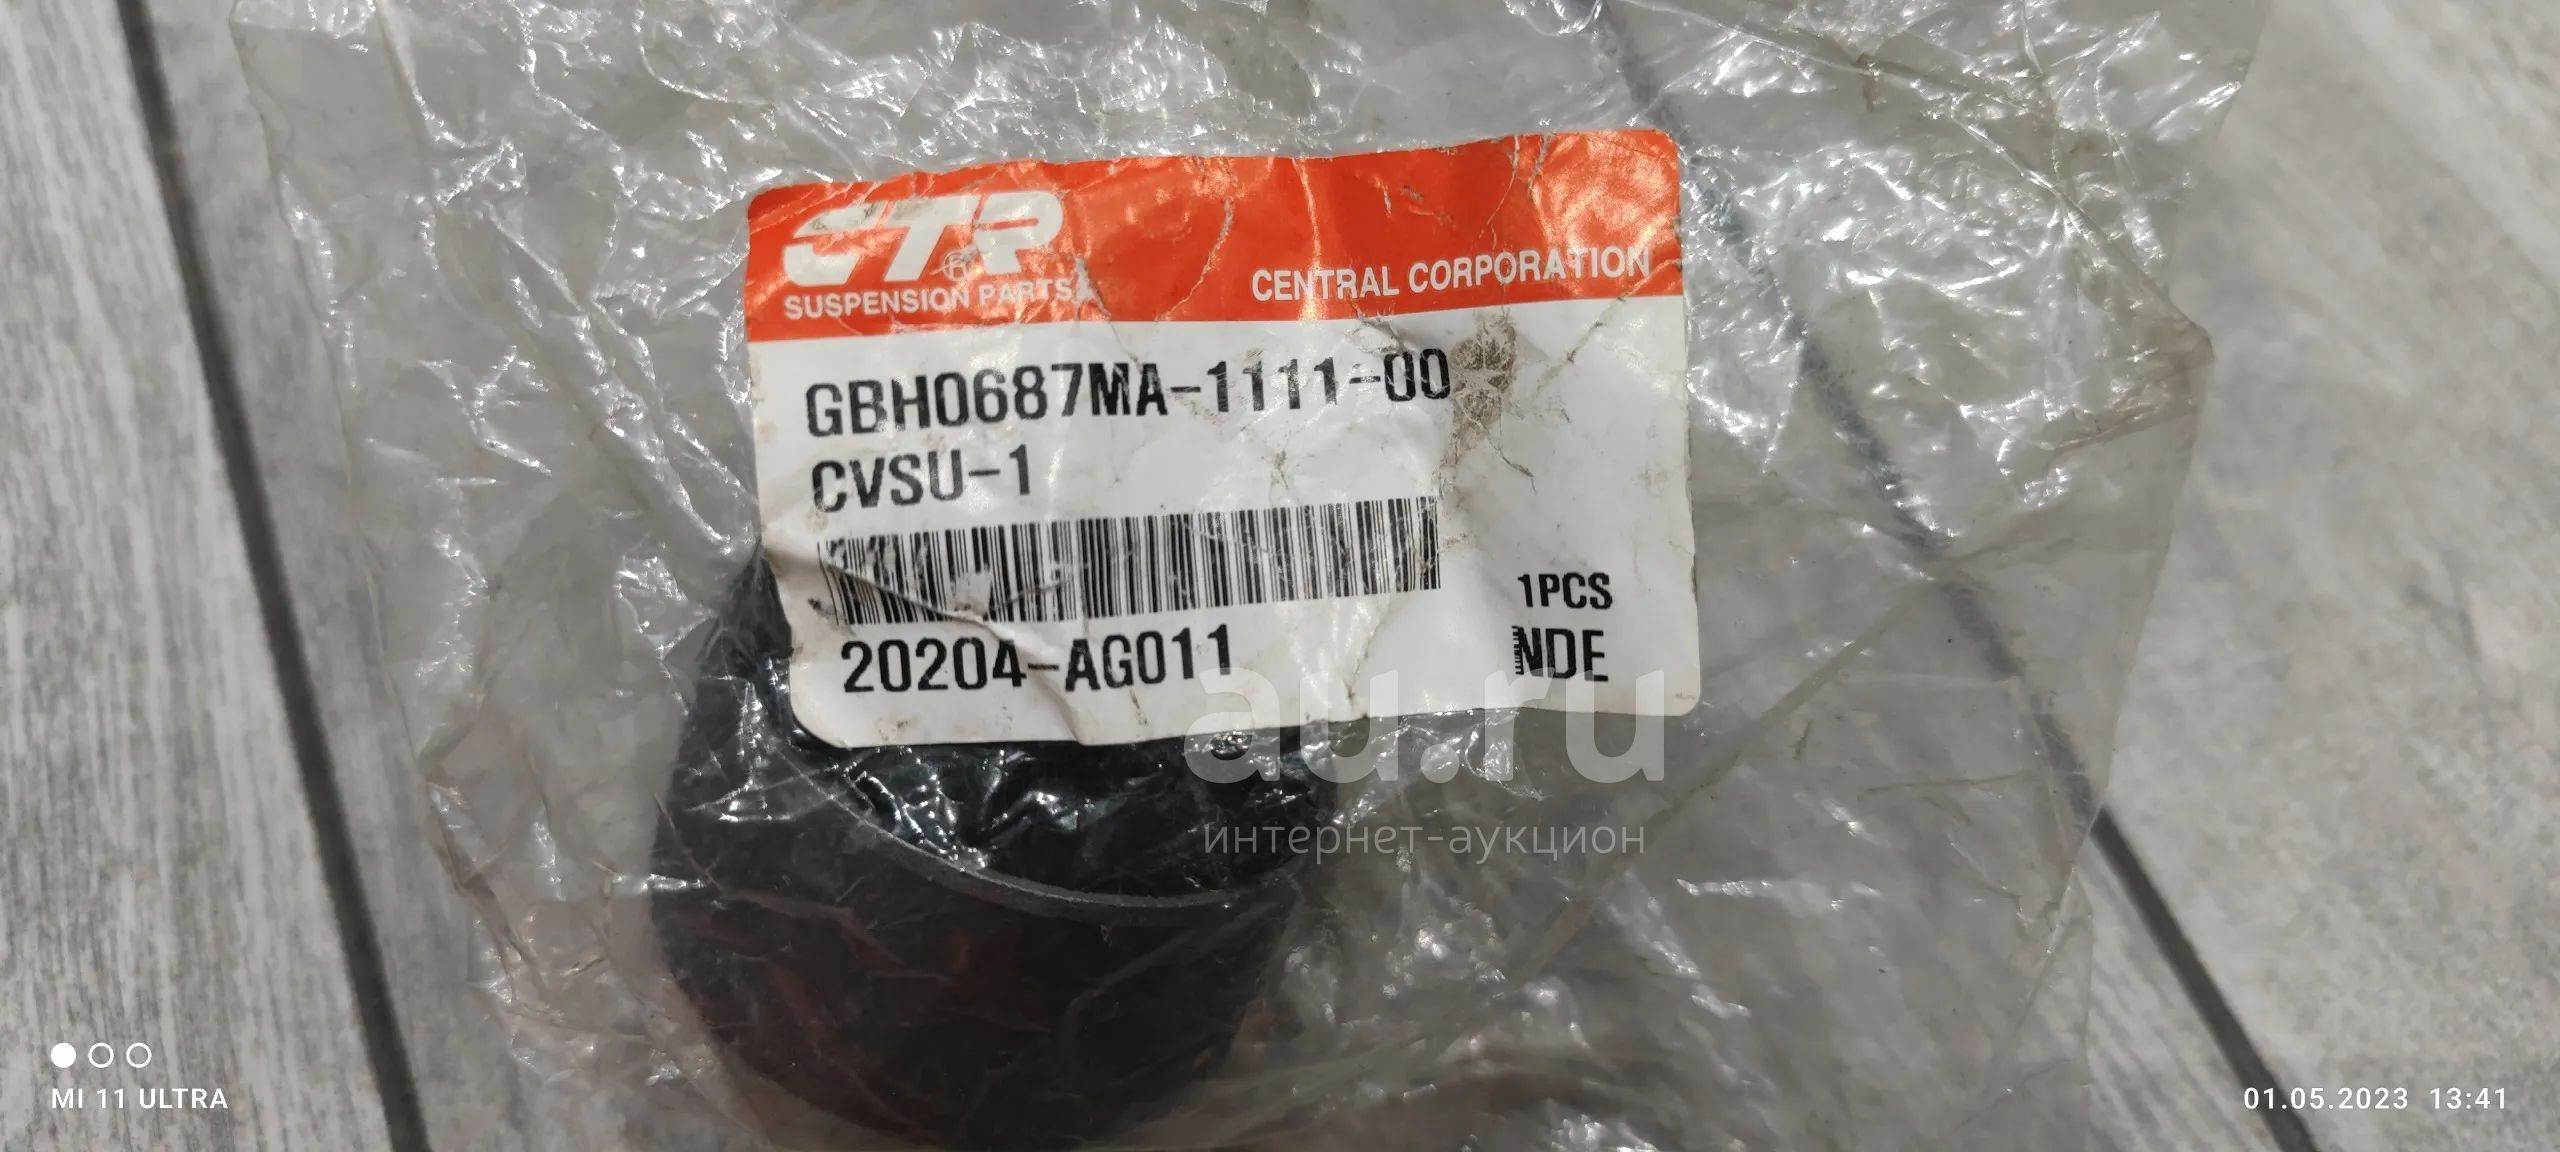 CTR
®
SUSPENSION PARTS
CENTRAL CORPORATION
GBH0687MA-1111-00
CVSU-1
1PCS
20204-AG011
NDE
au.ru
интернет-аукцион
MI 11 ULTRA
01.05.2023 13:41